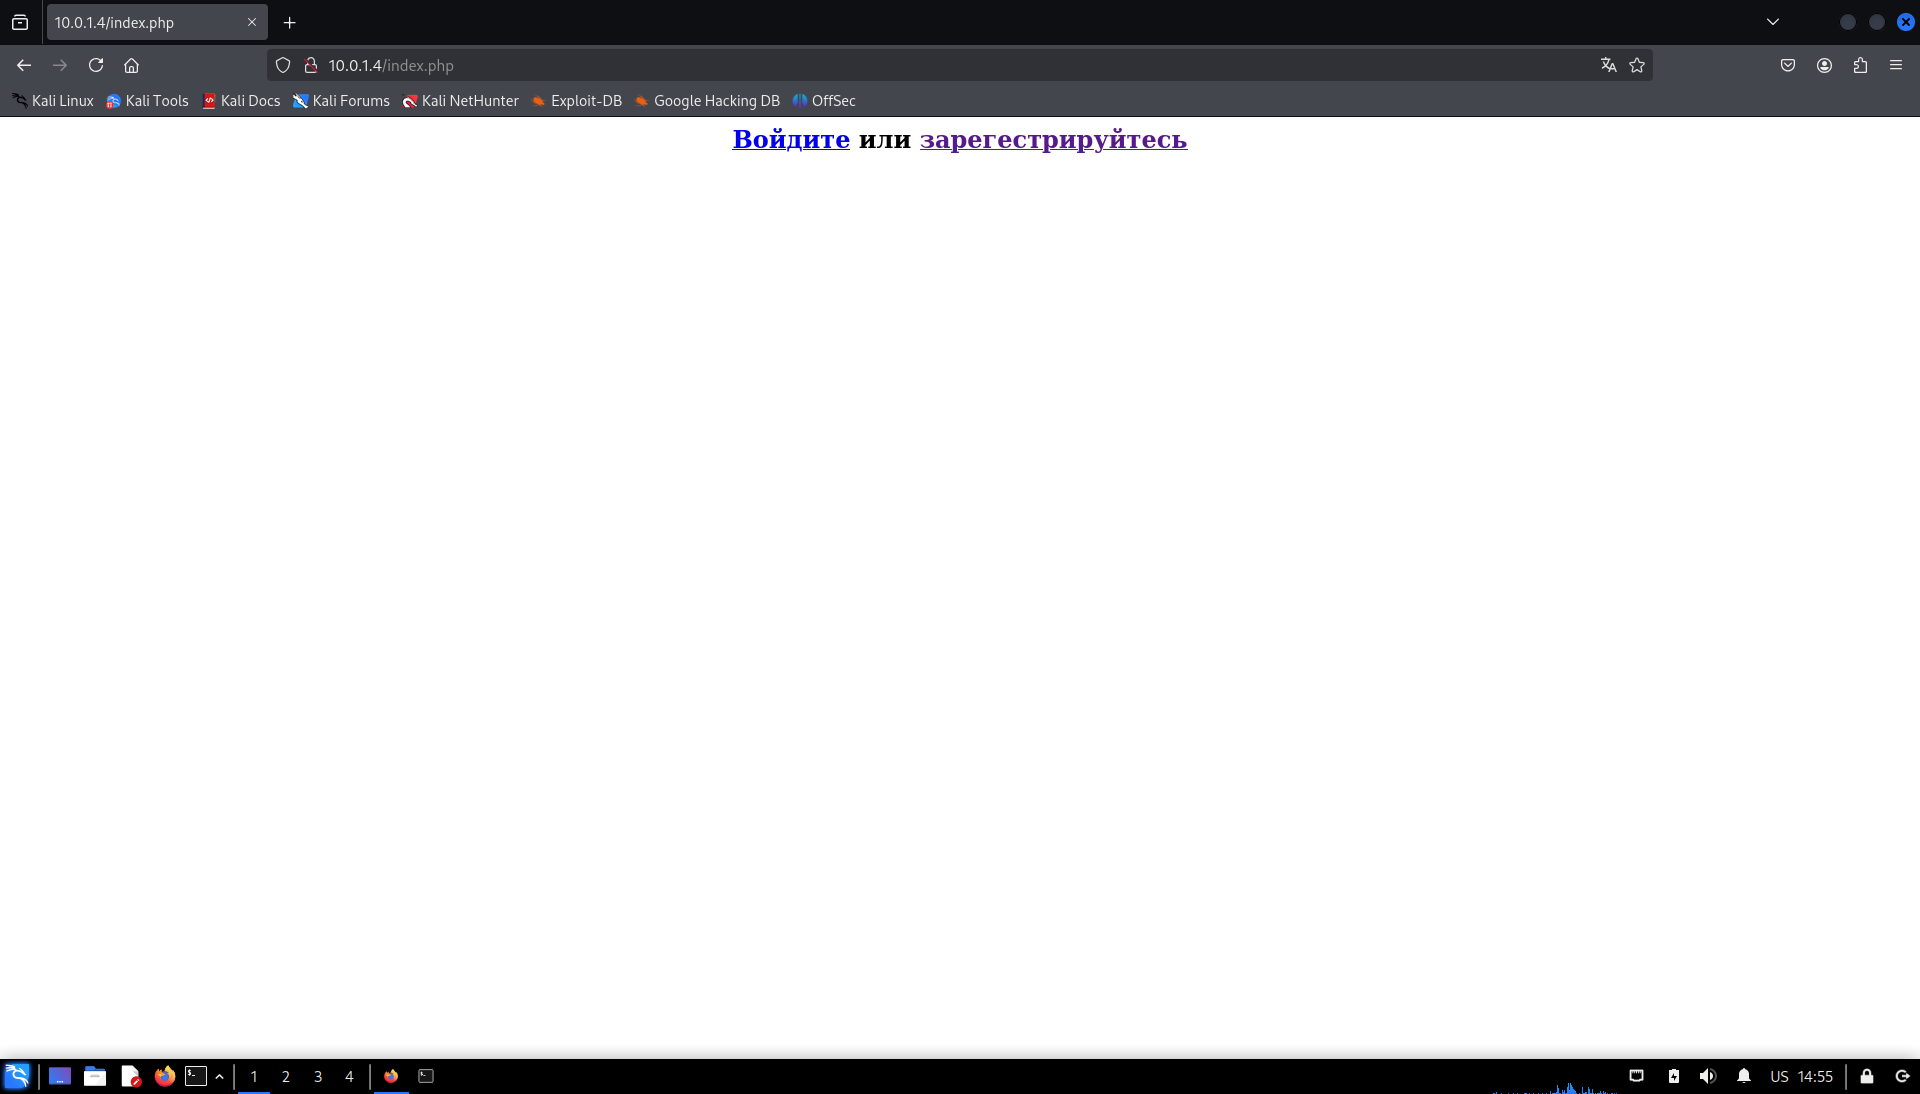 10.0.1.4/index.php
10.0.1.4/index.php
Kali Linux Kali Tools Kali Docs Kali Forums Kali NetHunter Exploit-DB Google Hacking DB OffSec
Войдите или зарегестрируйтесь
1 2 3 4 US 14:55